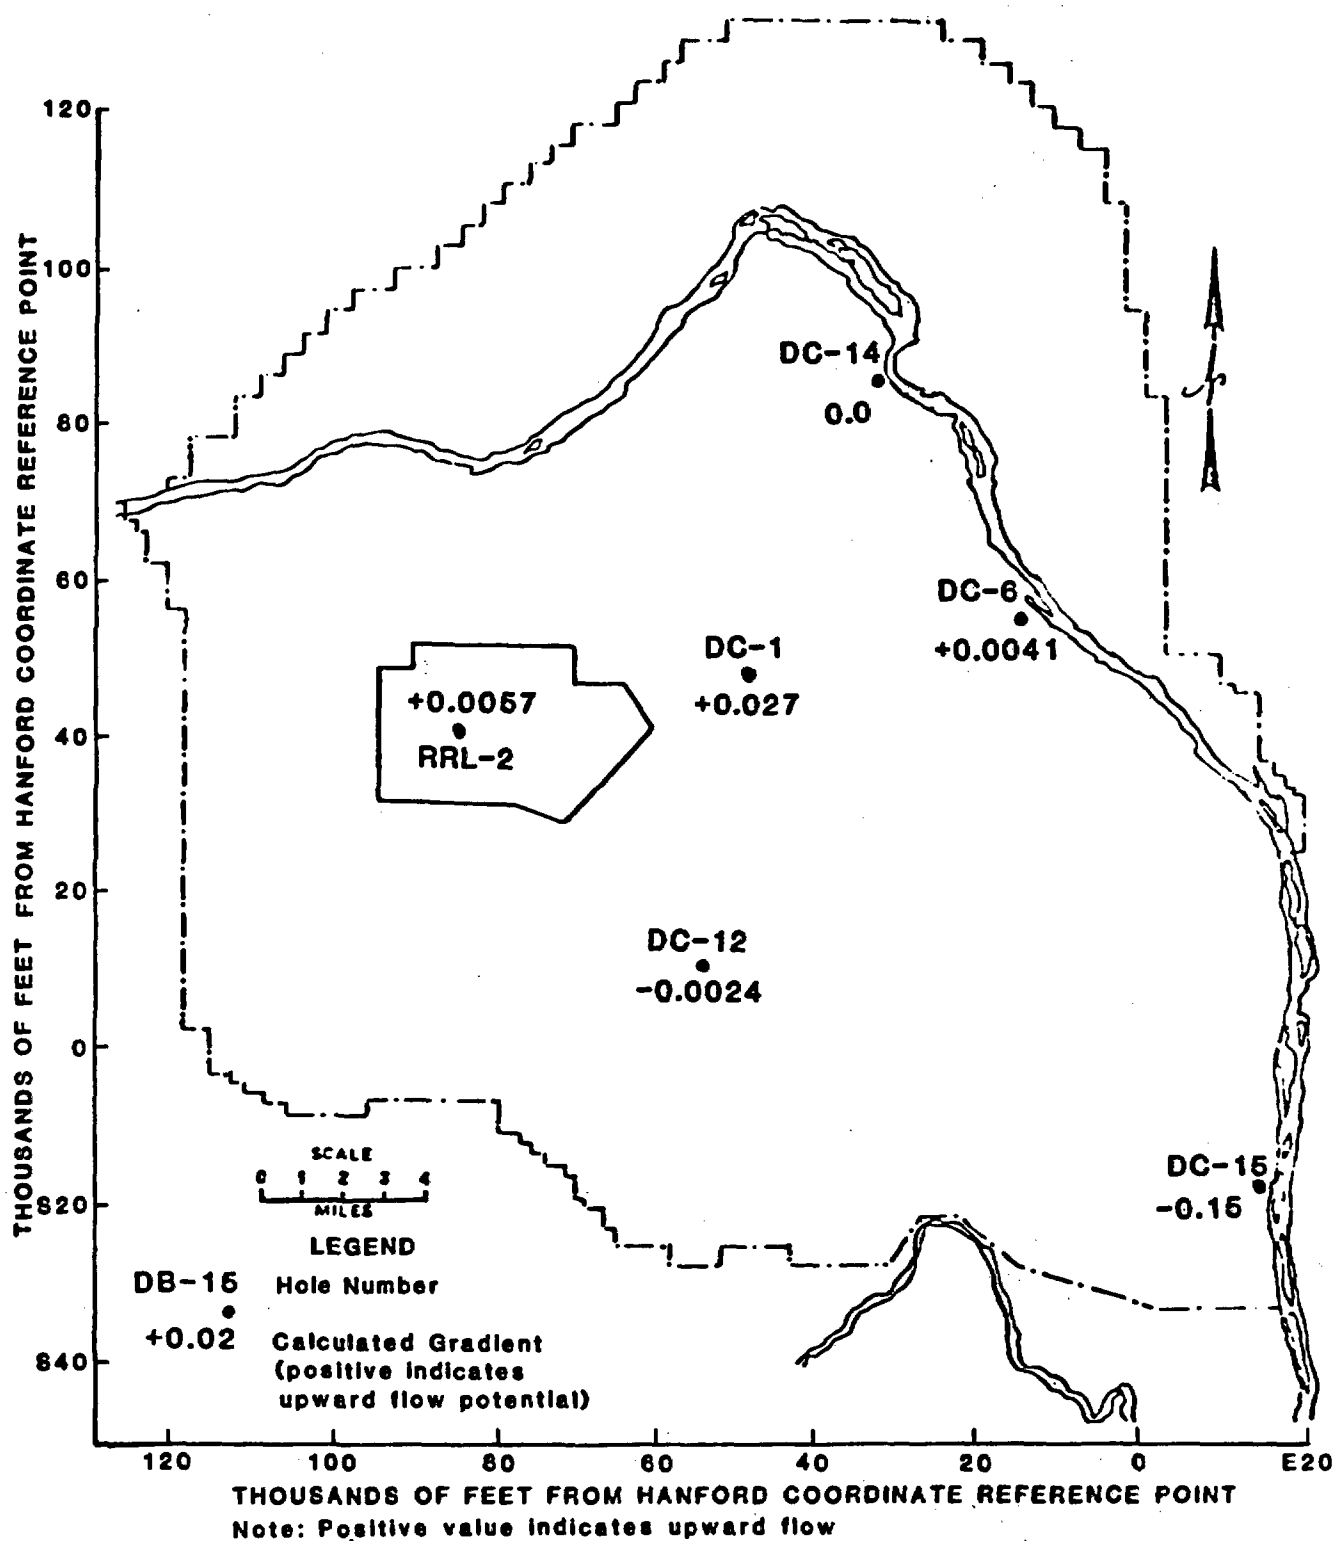 120
100
80
60
40
20
0
S20
S40
THOUSANDS OF FEET FROM HANFORD COORDINATE REFERENCE POINT
DC-14
0.0
DC-6
+0.0041
DC-1
+0.027
+0.0057
RRL-2
DC-12
-0.0024
DC-15
-0.15
SCALE
0 1 2 3 4
MILES
LEGEND
DB-15 Hole Number
+0.02 Calculated Gradient
(positive indicates
upward flow potential)
120 100 80 60 40 20 0 E20
THOUSANDS OF FEET FROM HANFORD COORDINATE REFERENCE POINT
Note: Positive value indicates upward flow